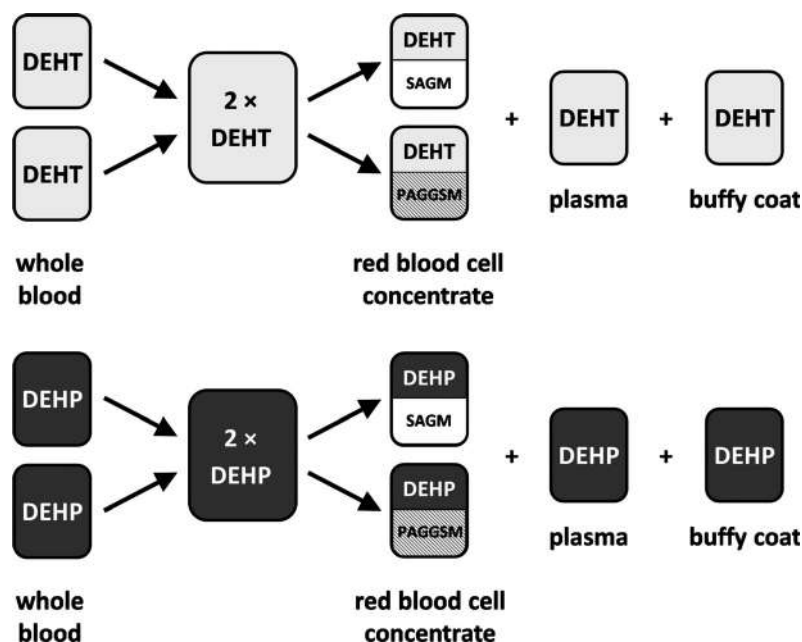 DEHT
DEHT
2 ×
DEHT
DEHT
SAGM
DEHT
PAGGSM
+
DEHT
+
DEHT
whole
blood
red blood cell
concentrate
plasma
buffy coat
DEHP
DEHP
2 ×
DEHP
DEHP
SAGM
DEHP
PAGGSM
+
DEHP
+
DEHP
whole
blood
red blood cell
concentrate
plasma
buffy coat